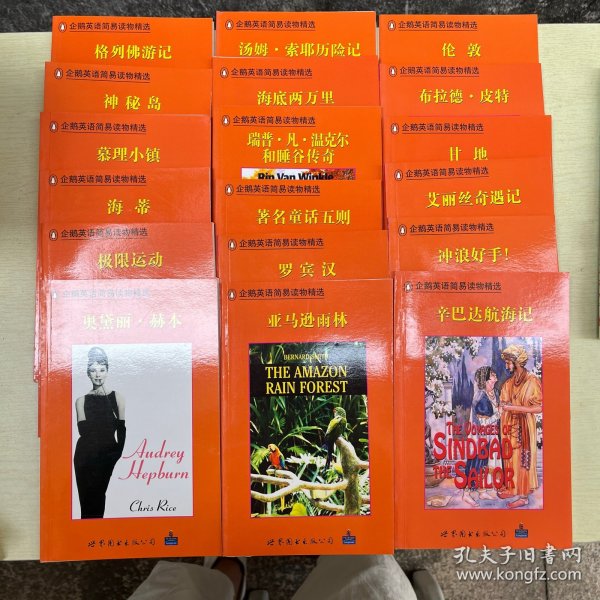 企鹅英语简易读物精选
格列佛游记
企鹅英语简易读物精选
神秘岛
企鹅英语简易读物精选
慕理小镇
企鹅英语简易读物精选
海蒂
企鹅英语简易读物精选
极限运动
企鹅英语简易读物精选
奥黛丽·赫本
Audrey
Hepburn
Chris Rice
世界图书出版公司
企鹅英语简易读物精选
汤姆·索耶历险记
企鹅英语简易读物精选
海底两万里
企鹅英语简易读物精选
瑞普·凡·温克尔
和睡谷传奇
Rip Van Winkle
企鹅英语简易读物精选
著名童话五则
企鹅英语简易读物精选
罗宾汉
企鹅英语简易读物精选
亚马逊雨林
BERNARD SMITH
THE AMAZON
RAIN FOREST
世界图书出版公司
企鹅英语简易读物精选
伦敦
企鹅英语简易读物精选
布拉德·皮特
企鹅英语简易读物精选
甘地
企鹅英语简易读物精选
艾丽丝奇遇记
企鹅英语简易读物精选
冲浪好手!
企鹅英语简易读物精选
辛巴达航海记
THE VOYAGES OF
SINDBAD
THE SAILOR
世界图书出版公司
孔夫子旧书网
www.kongfz.com